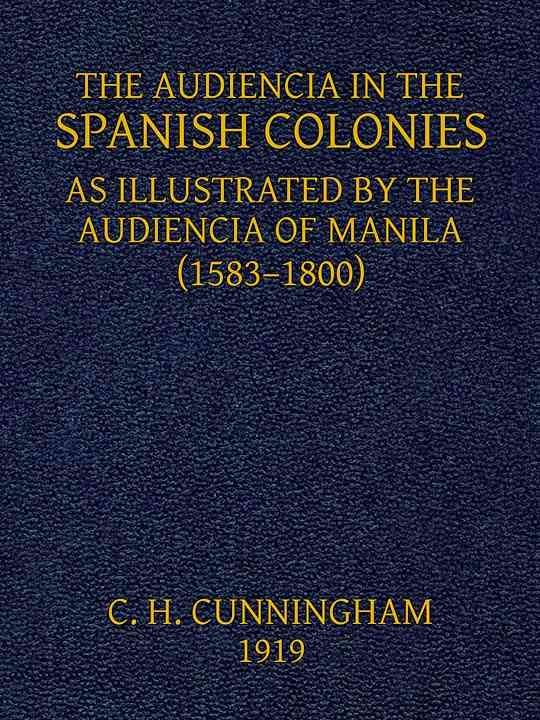 THE AUDIENCIA IN THE
SPANISH COLONIES
AS ILLUSTRATED BY THE
AUDIENCIA OF MANILA
(1583–1800)
C. H. CUNNINGHAM
1919